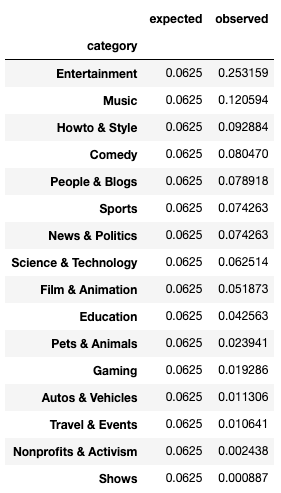 expected observed
category
Entertainment 0.0625 0.253159
Music 0.0625 0.120594
Howto & Style 0.0625 0.092884
Comedy 0.0625 0.080470
People & Blogs 0.0625 0.078918
Sports 0.0625 0.074263
News & Politics 0.0625 0.074263
Science & Technology 0.0625 0.062514
Film & Animation 0.0625 0.051873
Education 0.0625 0.042563
Pets & Animals 0.0625 0.023941
Gaming 0.0625 0.019286
Autos & Vehicles 0.0625 0.011306
Travel & Events 0.0625 0.010641
Nonprofits & Activism 0.0625 0.002438
Shows 0.0625 0.000887